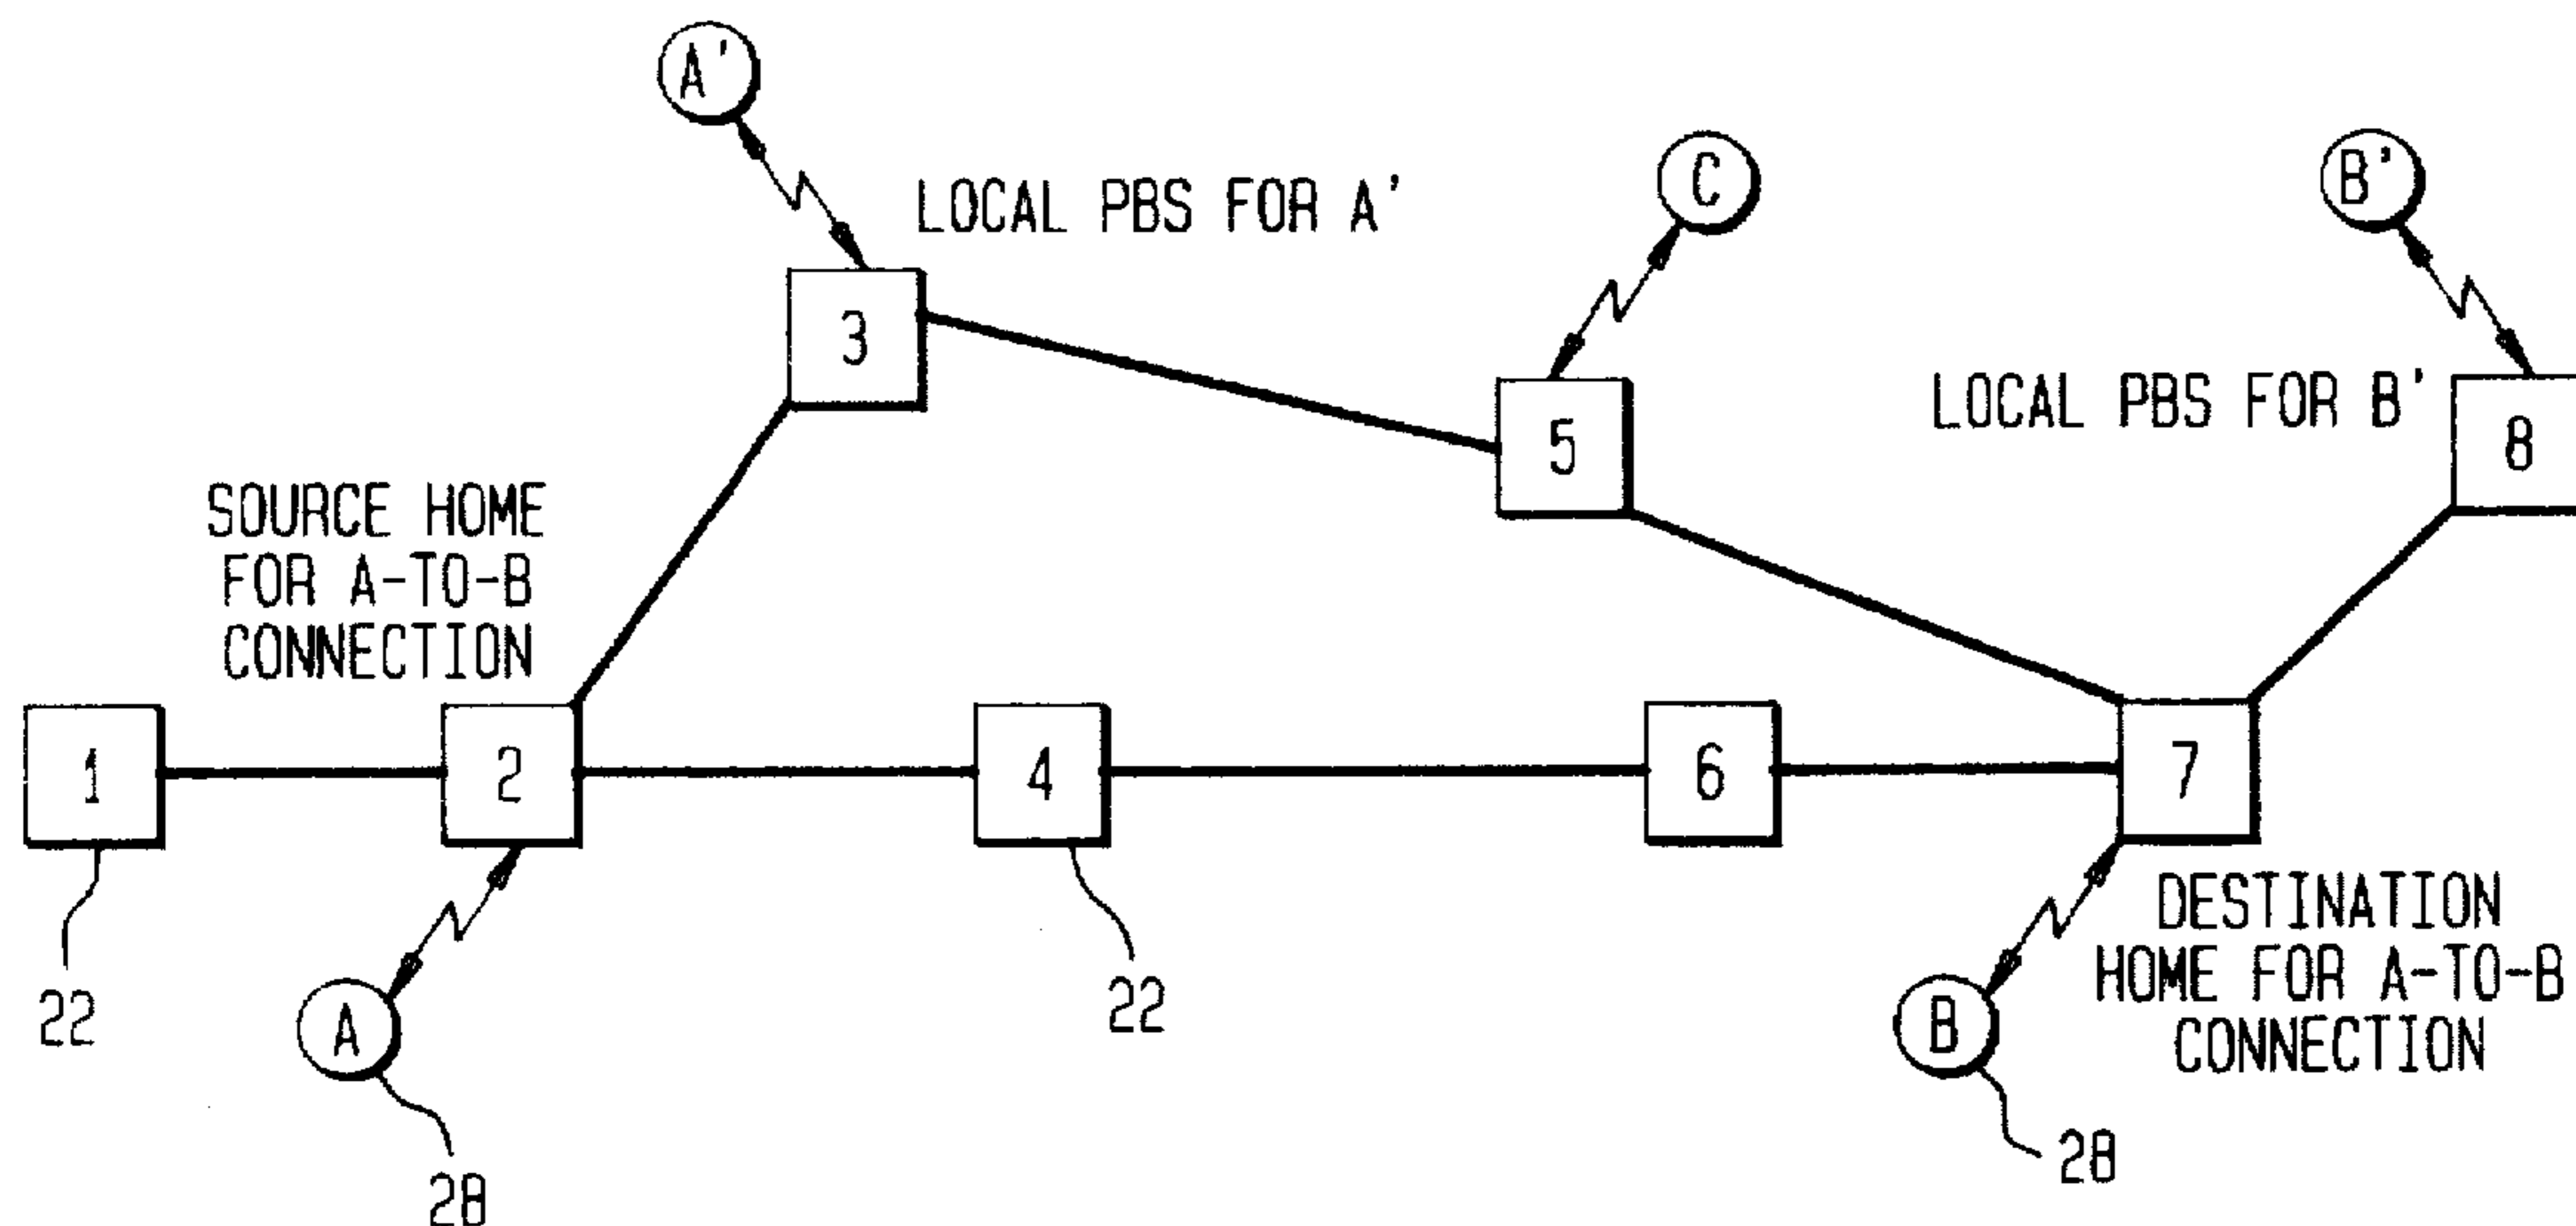 A'
C
B'
LOCAL PBS FOR A'
3
LOCAL PBS FOR B'
5
8
SOURCE HOME
FOR A-TO-B
CONNECTION
1
2
4
6
7
DESTINATION
HOME FOR A-TO-B
CONNECTION
22
A
22
B
28
28